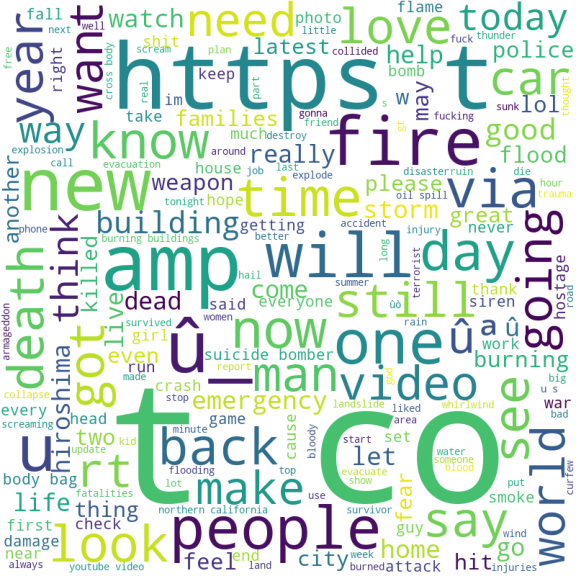 t co
https t
fire
people
new
amp
will
one
û_
man
day
time
still
now
via
video
back
make
look
got
rt
u
world
going
see
say
year
want
need
love
know
death
car
today
building
think
way
good
û
ª û
ûò
live
killed
dead
said
come
everyone
families
watch
photo
latest
help
police
flame
fall
next
well
right
shit
scream
im
keep
take
much
plan
little
bomb
may
w
lol
collided
fuck
sunk
thunder
thought
free
cross body
real
part
fucking
gonna
s
gt
around
destroy
friend
really
please
flood
weapon
house
hope
storm
great
never
another
explosion
call
evacuation
job
last
explode
disaster
ruin
die
oil spill
hour
trauma
phone
tonight
getting
accident
injury
thank
siren
hostage
road
burning buildings
better
hail
summer
long
terrorist
rain
work
burning
armageddon
hiroshima
even
girl
survived
women
suicide bomber
run
made
crash
report
god
collapse
stop
emergency
landslide
liked
area
whirlwind
u s
big
war
bad
every
screaming
head
two
kid
minute
game
cause
bloody
start
let
set
evacuate
show
fear
water
someone
blood
guy
put
smoke
curfew
body bag
update
flooding
lot
top
life
thing
fatalities
northern california
use
survivor
first
check
feel
end
city
week
home
go
wind
damage
near
always
youtube video
land
burned
attack
hit
injuries